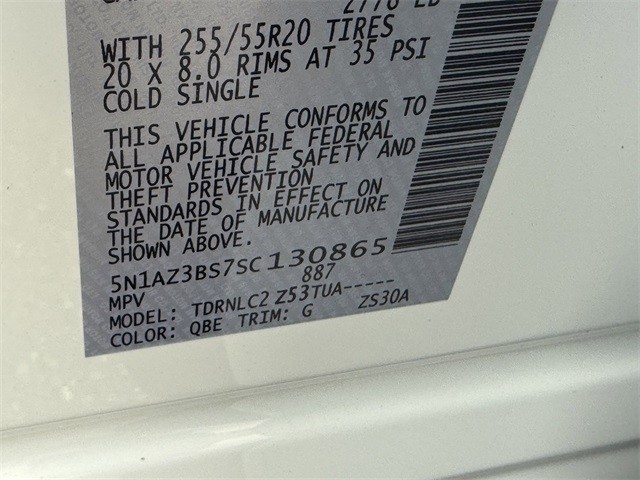 2778 LB
WITH 255/55R20 TIRES
20 X 8.0 RIMS AT 35 PSI
COLD SINGLE
THIS VEHICLE CONFORMS TO
ALL APPLICABLE FEDERAL
MOTOR VEHICLE SAFETY AND
THEFT PREVENTION
STANDARDS IN EFFECT ON
THE DATE OF MANUFACTURE
SHOWN ABOVE.
5N1AZ3BS7SC130865
MPV 887
MODEL: TDRNLC2 Z53TUA-----
COLOR: QBE TRIM: G ZS30A